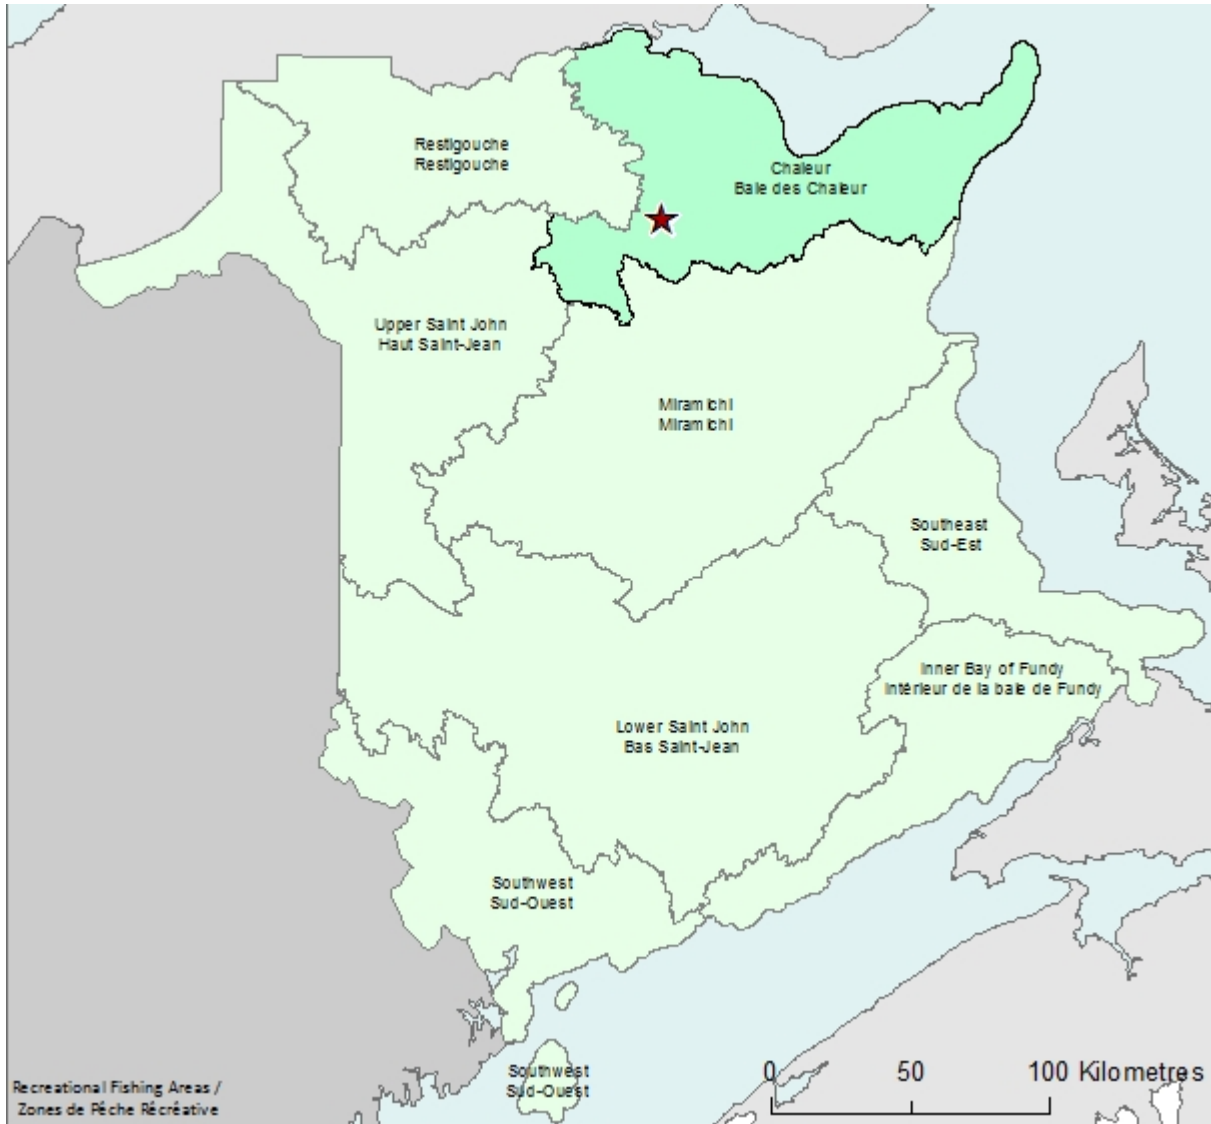 Restigouche
Restigouche
Chaleur
Baie des Chaleur
Upper Saint John
Haut Saint-Jean
Miramichi
Miramichi
Southeast
Sud-Est
Inner Bay of Fundy
Intérieur de la baie de Fundy
Lower Saint John
Bas Saint-Jean
Southwest
Sud-Ouest
Southwest
Sud-Ouest
0 50 100 Kilometres
Recreational Fishing Areas /
Zones de Pêche Récréative